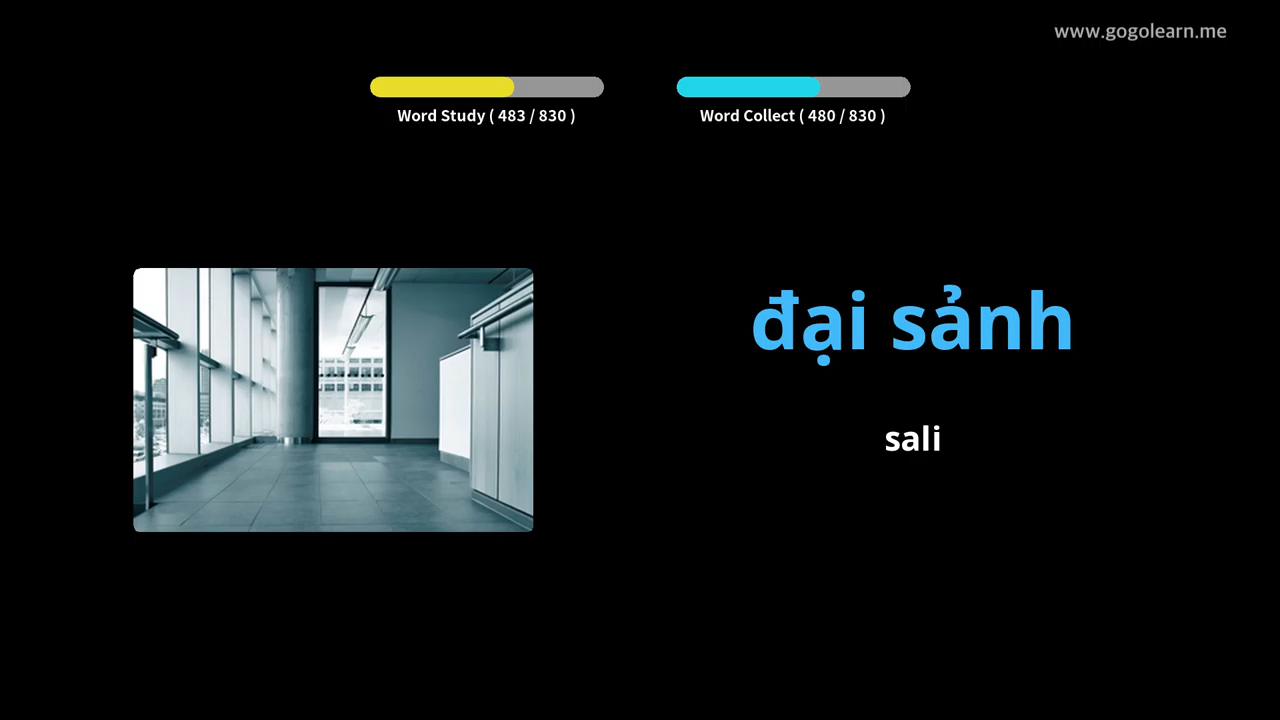 www.gogolearn.me
Word Study ( 483 / 830 )
Word Collect ( 480 / 830 )
đại sảnh
sali